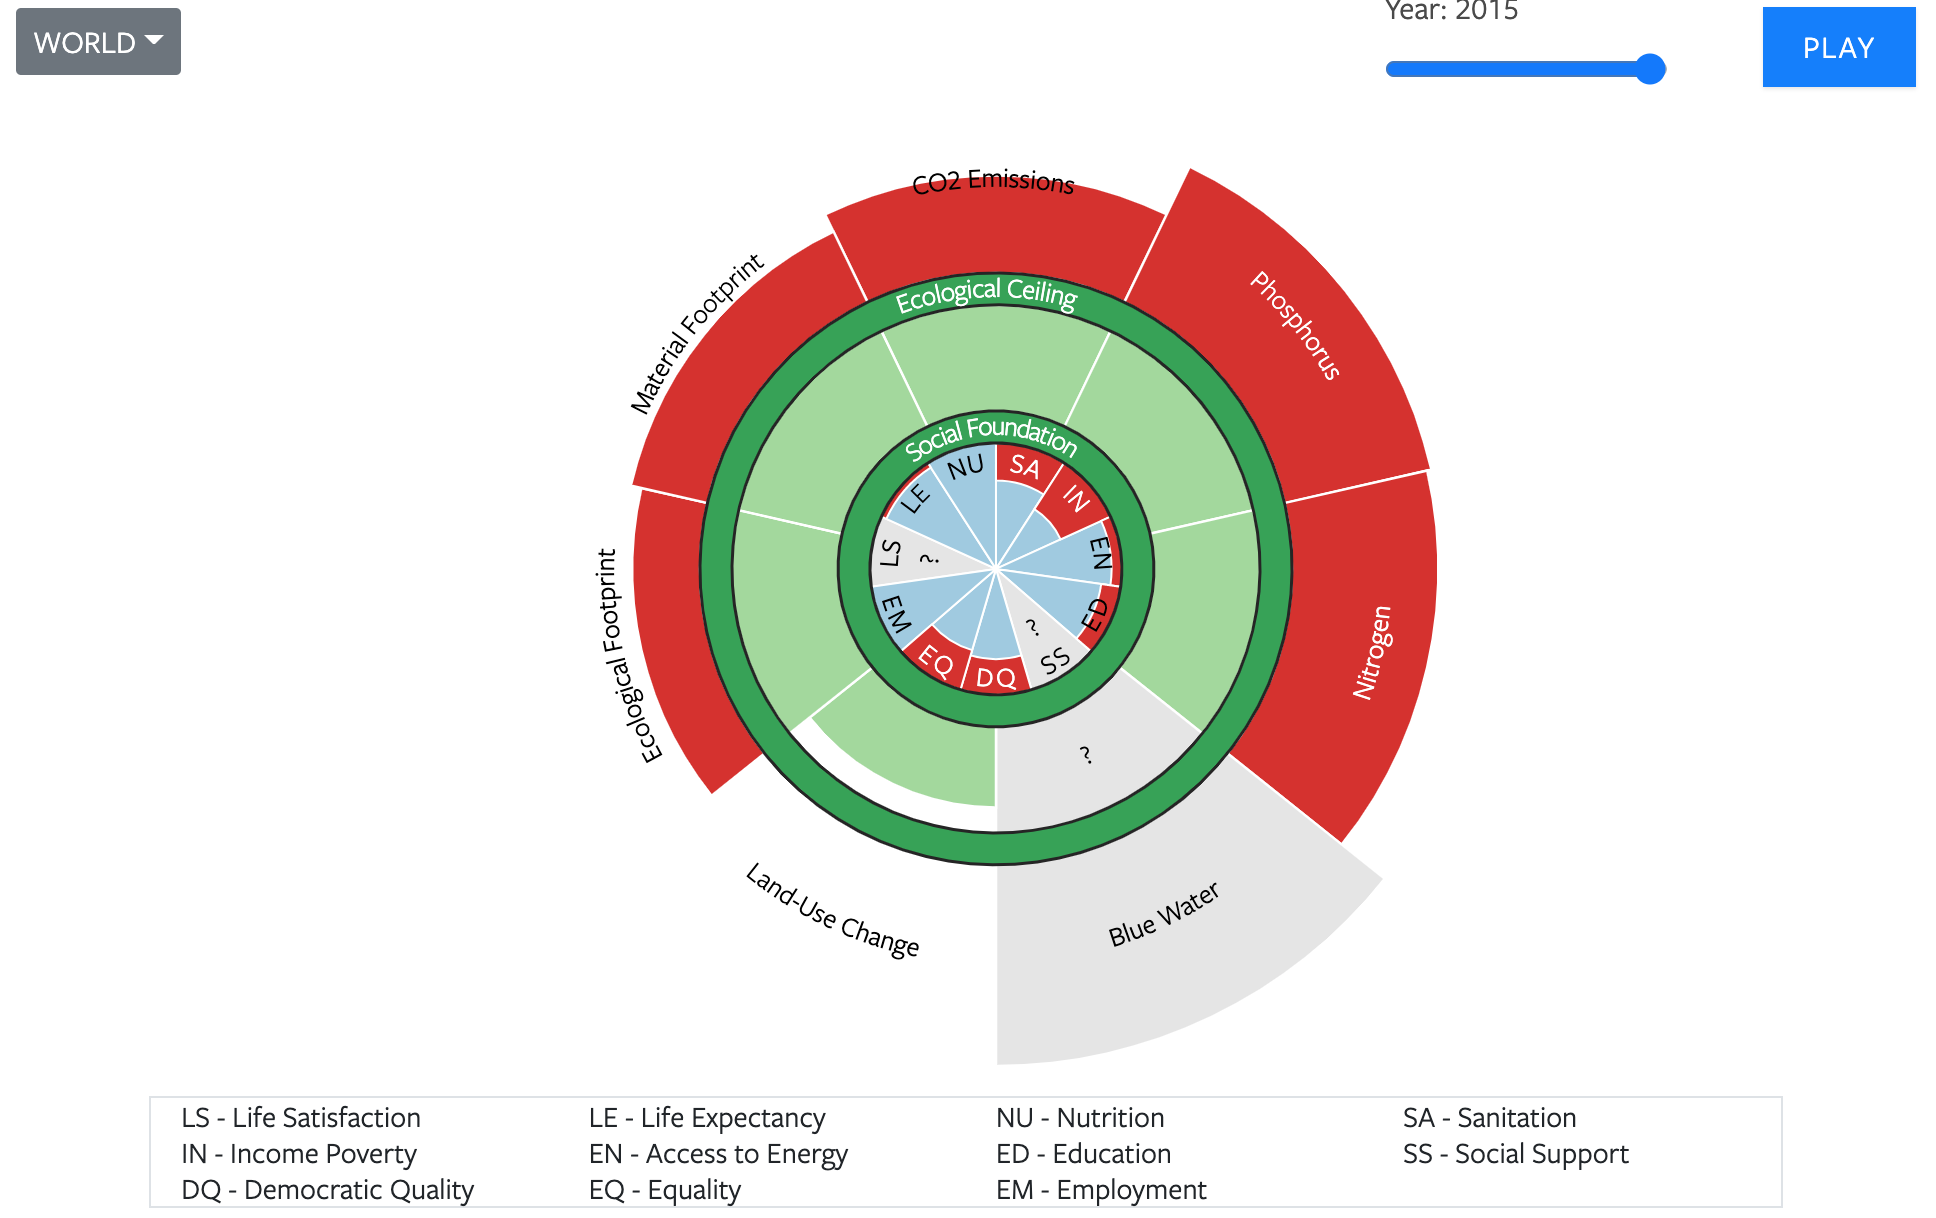 WORLD
Year: 2015
PLAY
CO2 Emissions
Phosphorus
Material Footprint
Ecological Ceiling
Social Foundation
NU
SA
LE
IN
LS
?
EN
EM
ED
?
EQ
DQ
SS
Ecological Footprint
Nitrogen
?
Land-Use Change
Blue Water
LS - Life Satisfaction
LE - Life Expectancy
NU - Nutrition
SA - Sanitation
IN - Income Poverty
EN - Access to Energy
ED - Education
SS - Social Support
DQ - Democratic Quality
EQ - Equality
EM - Employment